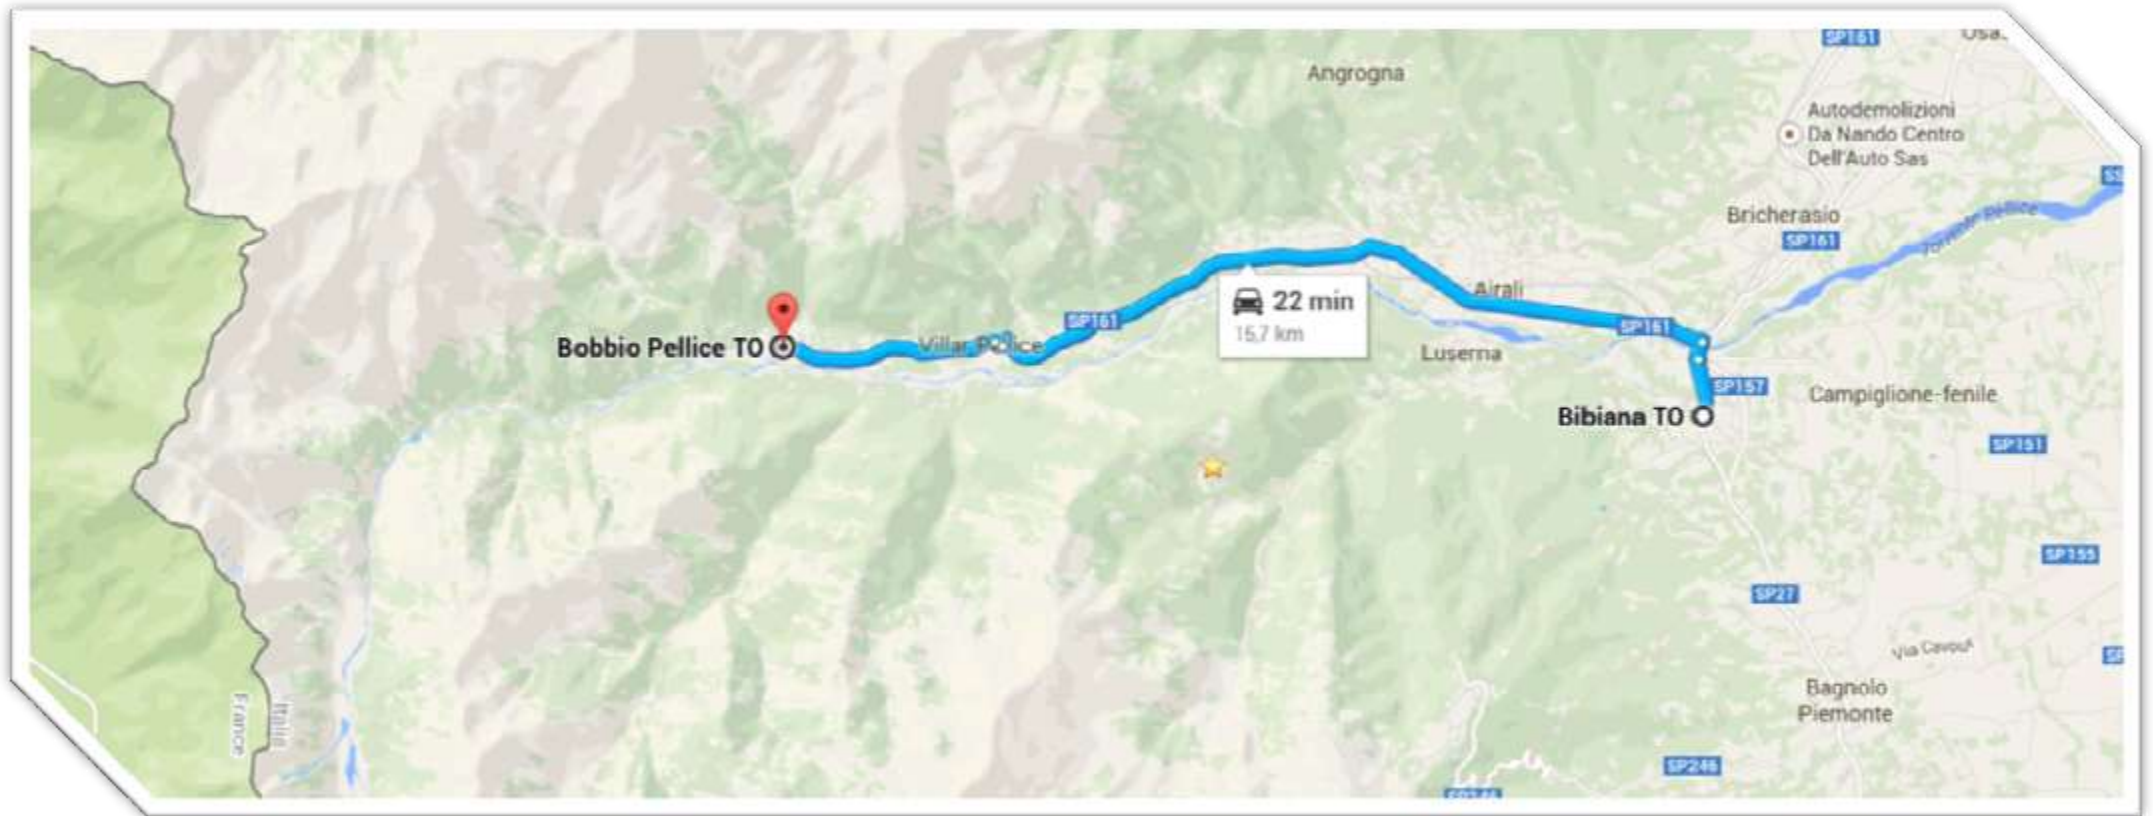 SP161
Angrogna
Autodemolizioni
Da Nando Centro
Dell'Auto Sas
Bricherasio
SP161
Torrente Pellice
22 min
15,7 km
Airali
SP161
SP161
Villar Pellice
Bobbio Pellice TO
Luserna
SP157
Campiglione-fenile
Bibiana TO
SP151
SP155
SP27
Via Cavour
Bagnolo
Piemonte
France
Italia
SP246
SP246